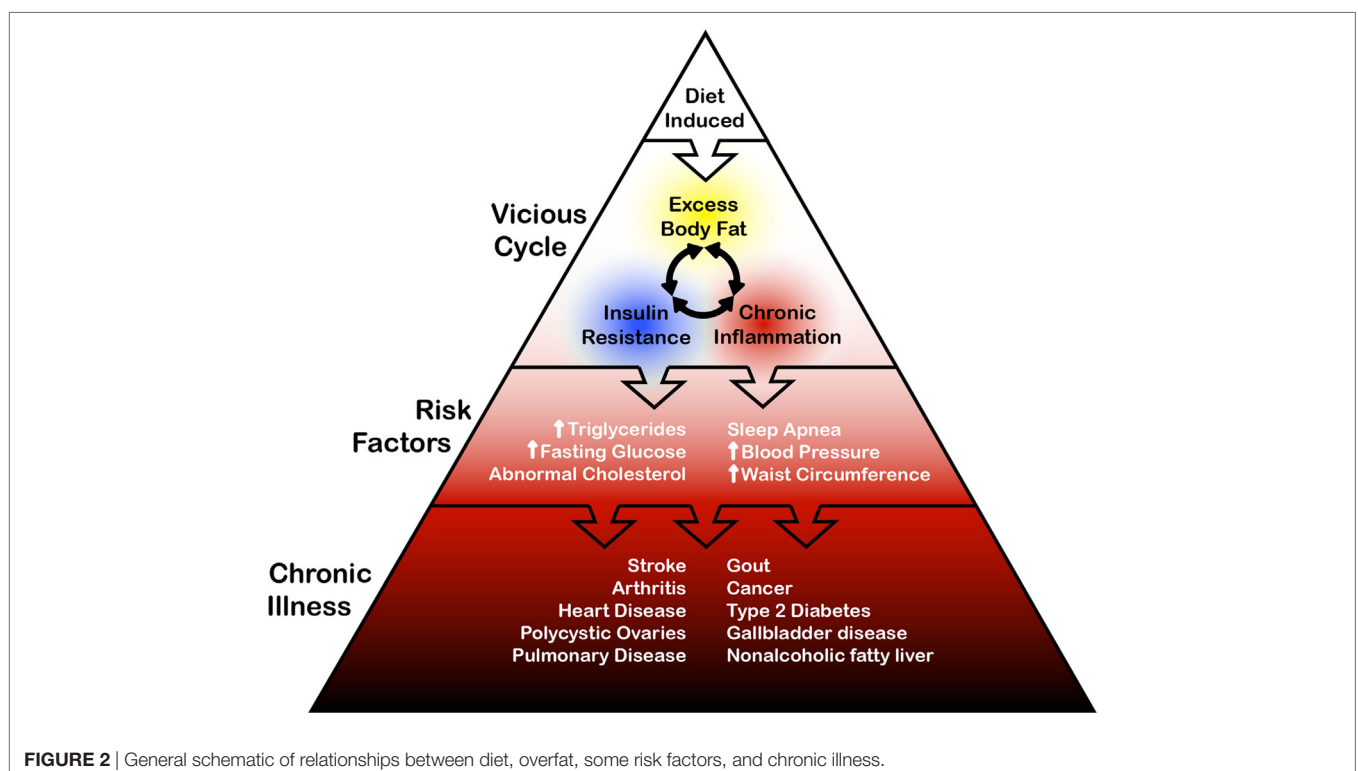 Diet
Induced
Vicious
Cycle
Excess
Body Fat
Insulin
Resistance
Chronic
Inflammation
Risk
Factors
↑Triglycerides
↑Fasting Glucose
Abnormal Cholesterol
Sleep Apnea
↑Blood Pressure
↑Waist Circumference
Chronic
Illness
Stroke
Arthritis
Heart Disease
Polycystic Ovaries
Pulmonary Disease
Gout
Cancer
Type 2 Diabetes
Gallbladder disease
Nonalcoholic fatty liver
FIGURE 2 | General schematic of relationships between diet, overfat, some risk factors, and chronic illness.